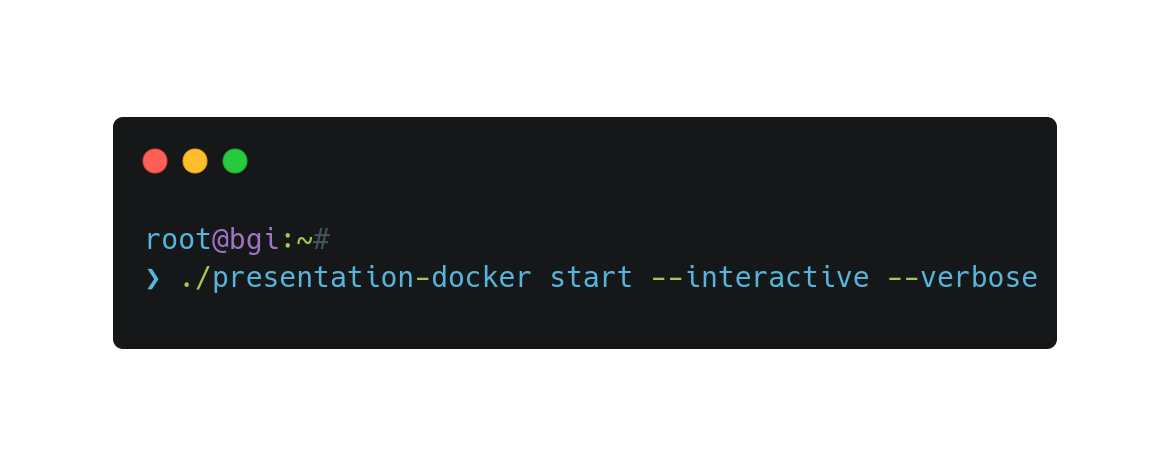 root@bgi:~#
❯ ./presentation-docker start --interactive --verbose